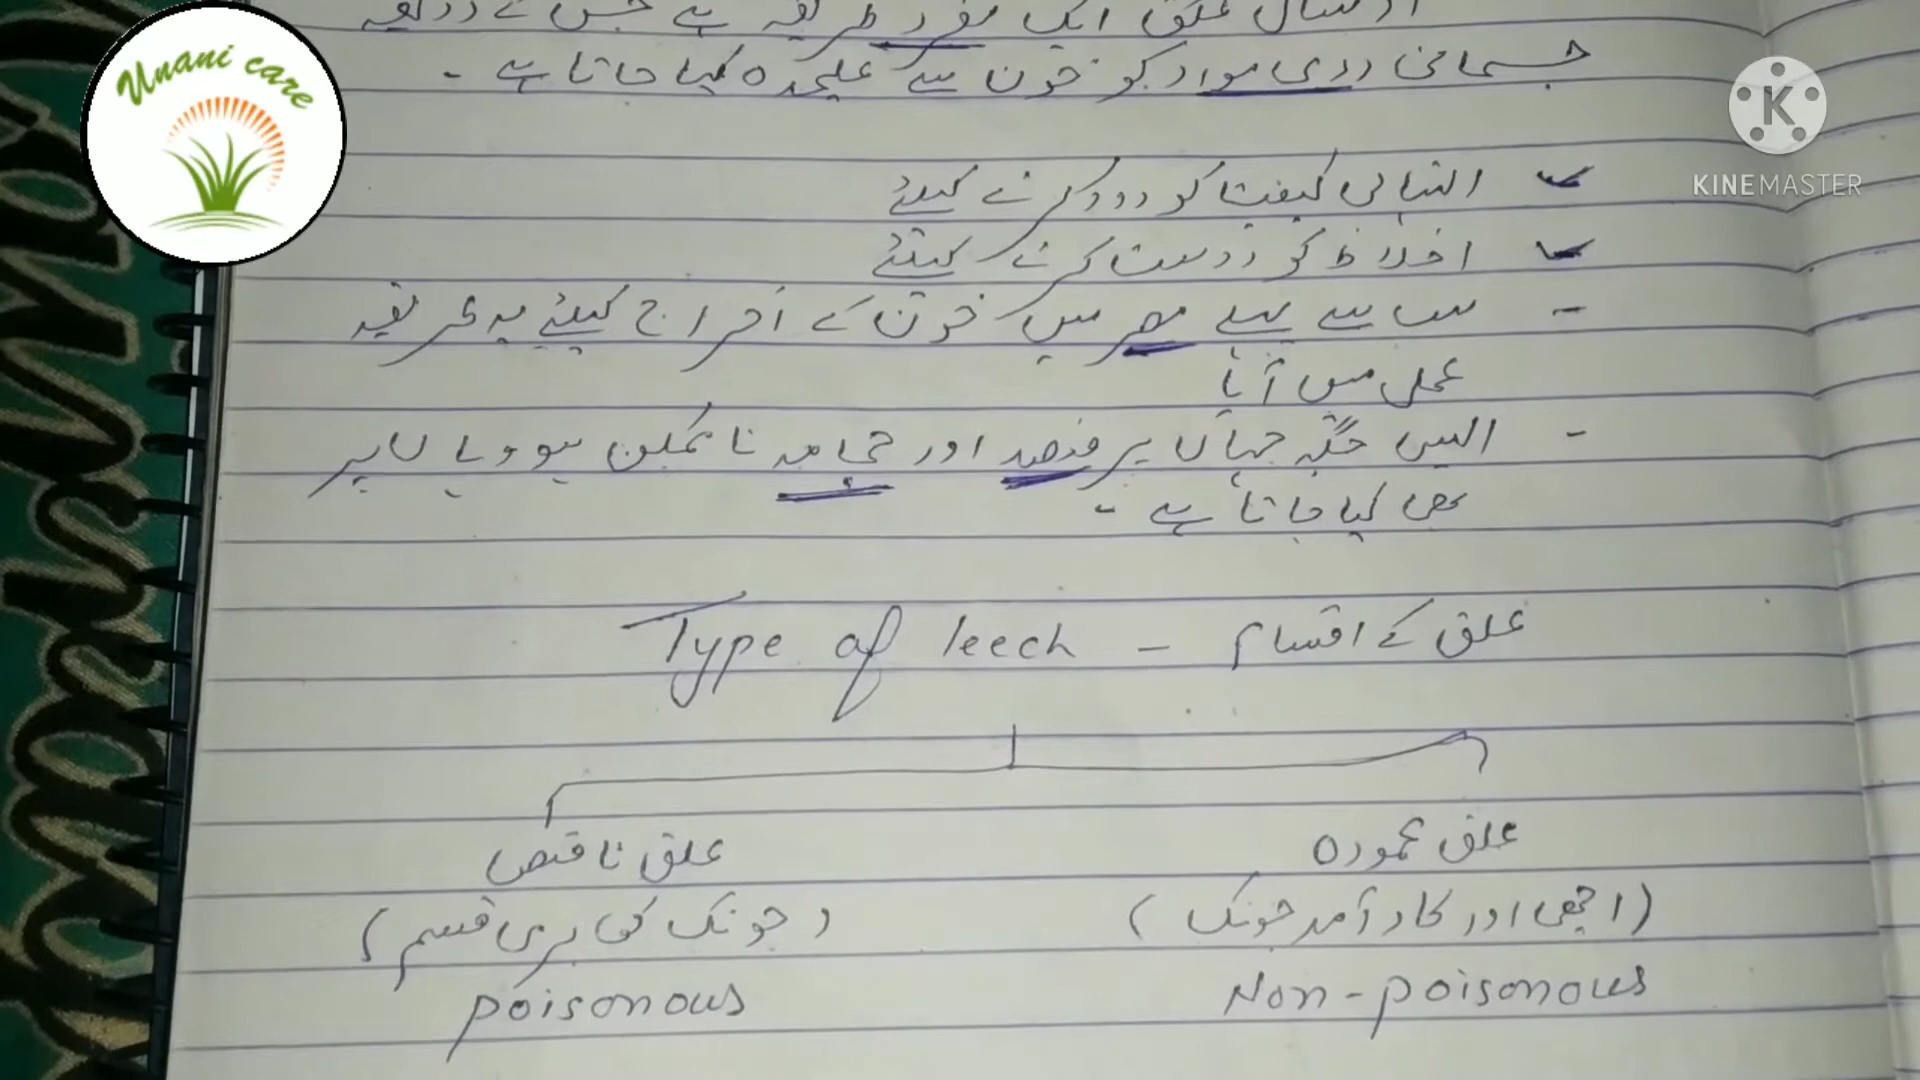 ارسال علق ایک مفرد طریقہ ہے جس کے ذریعہ
جسمانی ردی مواد کو خون سے علیحدہ کیا جاتا ہے ۔
Unani care
KINEMASTER
التہابی کیفیت کو دور کرنے کیلئے
اخلاط کو درست کرنے کیلئے
- سب سے پہلے مصر میں خون کے اخراج کیلئے یہ طریقہ
عمل میں آیا
- ایسی جگہ جہاں پر فصد اور حجامہ ناممکن ہو وہاں پر
بھی کیا جاتا ہے ۔
علق کے اقسام - Type of leech
علق محمودہ
علق ناقص
(اچھی اور کار آمد جونک)
(جونک کی بری قسم)
Non-poisonous
poisonous